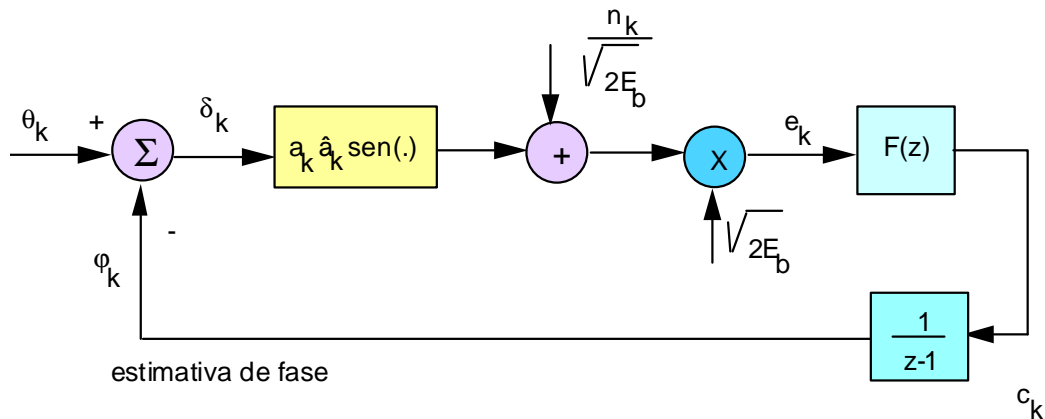 n_k
√2E_b
θ_k
+
Σ
δ_k
a_k â_k sen(.)
+
X
e_k
F(z)
-
√2E_b
φ_k
1
z-1
estimativa de fase
c_k